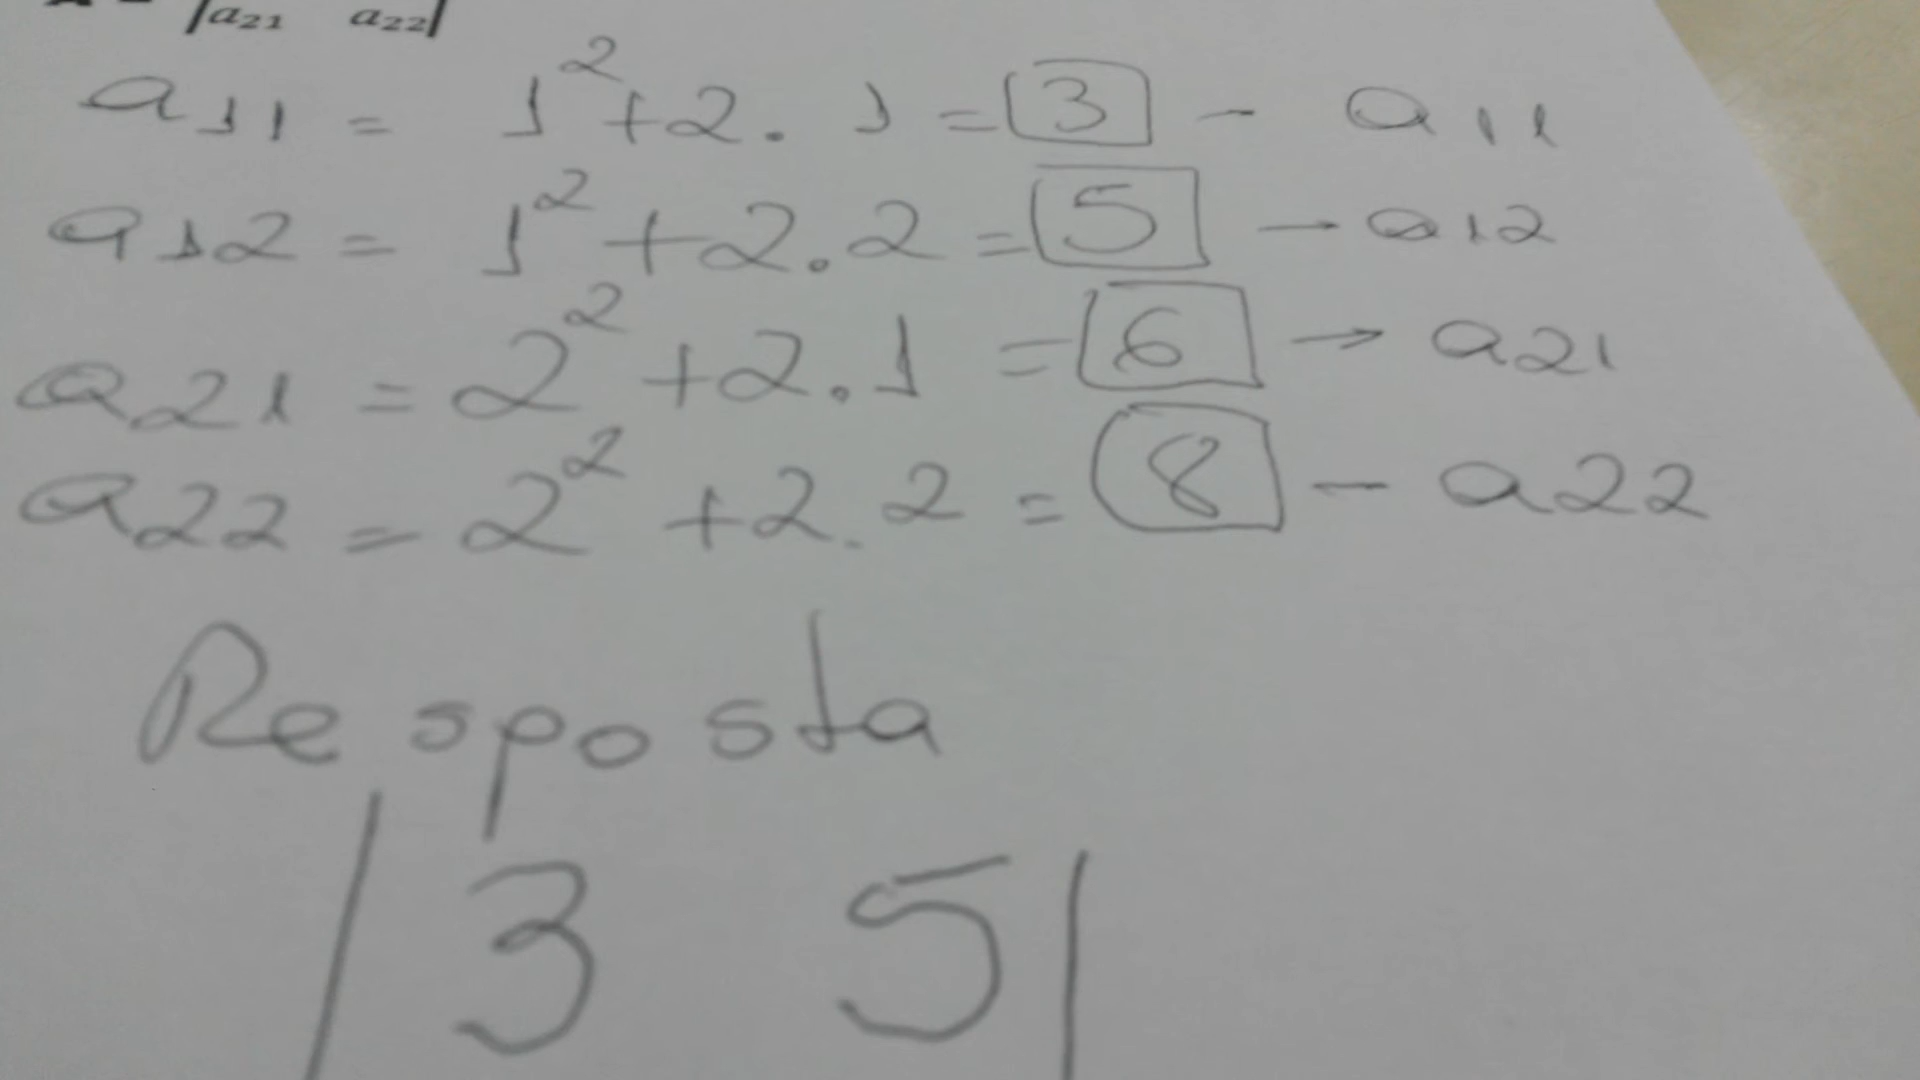 |a₂₁ a₂₂|
a₁₁ = 1² + 2 . 1 = 3 - a₁₁
a₁₂ = 1² + 2 . 2 = 5 → a₁₂
a₂₁ = 2² + 2 . 1 = 6 → a₂₁
a₂₂ = 2² + 2 . 2 = 8 - a₂₂
Resposta
| 3 5 |